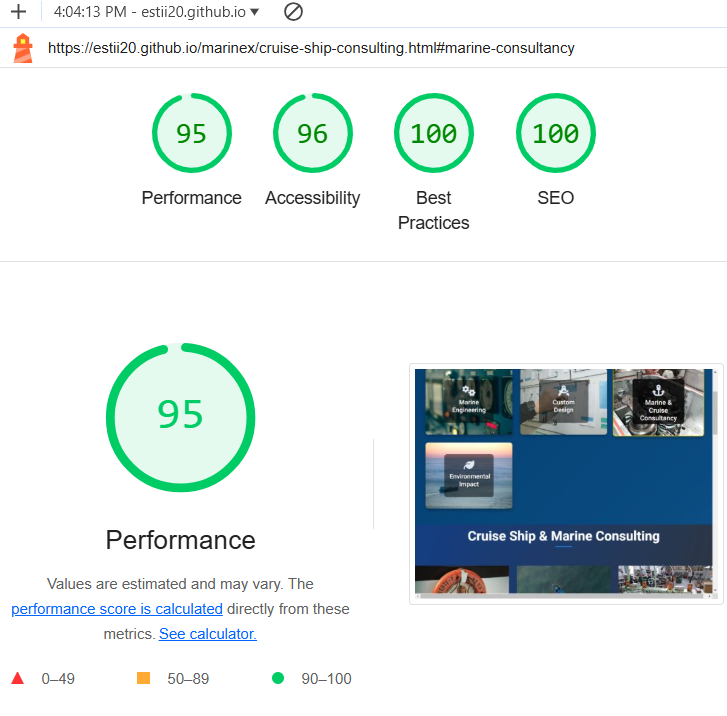 4:04:13 PM - estii20.github.io
https://estii20.github.io/marinex/cruise-ship-consulting.html#marine-consultancy
95
96
100
100
Performance
Accessibility
Best
Practices
SEO
95
Performance
Values are estimated and may vary. The
performance score is calculated directly from these
metrics. See calculator.
0–49
50–89
90–100
Marine
Engineering
Custom
Design
Marine &
Cruise
Consultancy
Environmental
Impact
Cruise Ship & Marine Consulting